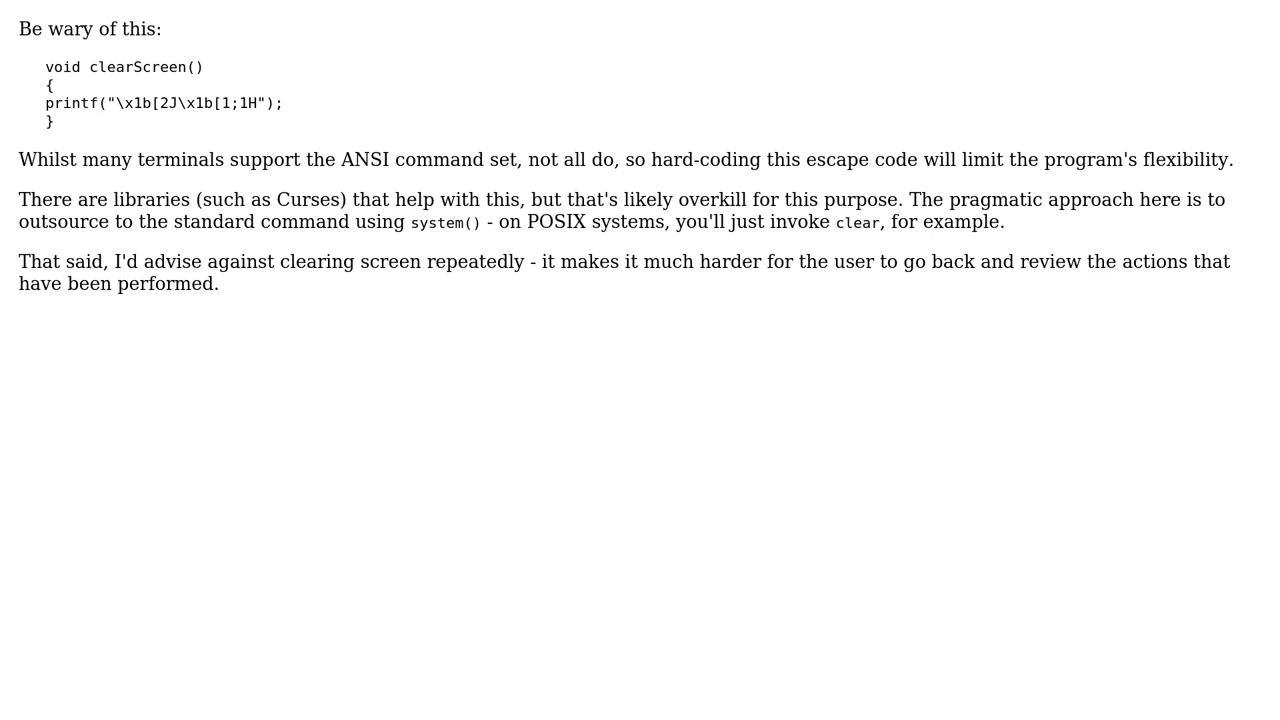 Be wary of this:
void clearScreen()
{
printf("\x1b[2J\x1b[1;1H");
}
Whilst many terminals support the ANSI command set, not all do, so hard-coding this escape code will limit the program's flexibility.
There are libraries (such as Curses) that help with this, but that's likely overkill for this purpose. The pragmatic approach here is to
outsource to the standard command using system() - on POSIX systems, you'll just invoke clear, for example.
That said, I'd advise against clearing screen repeatedly - it makes it much harder for the user to go back and review the actions that
have been performed.